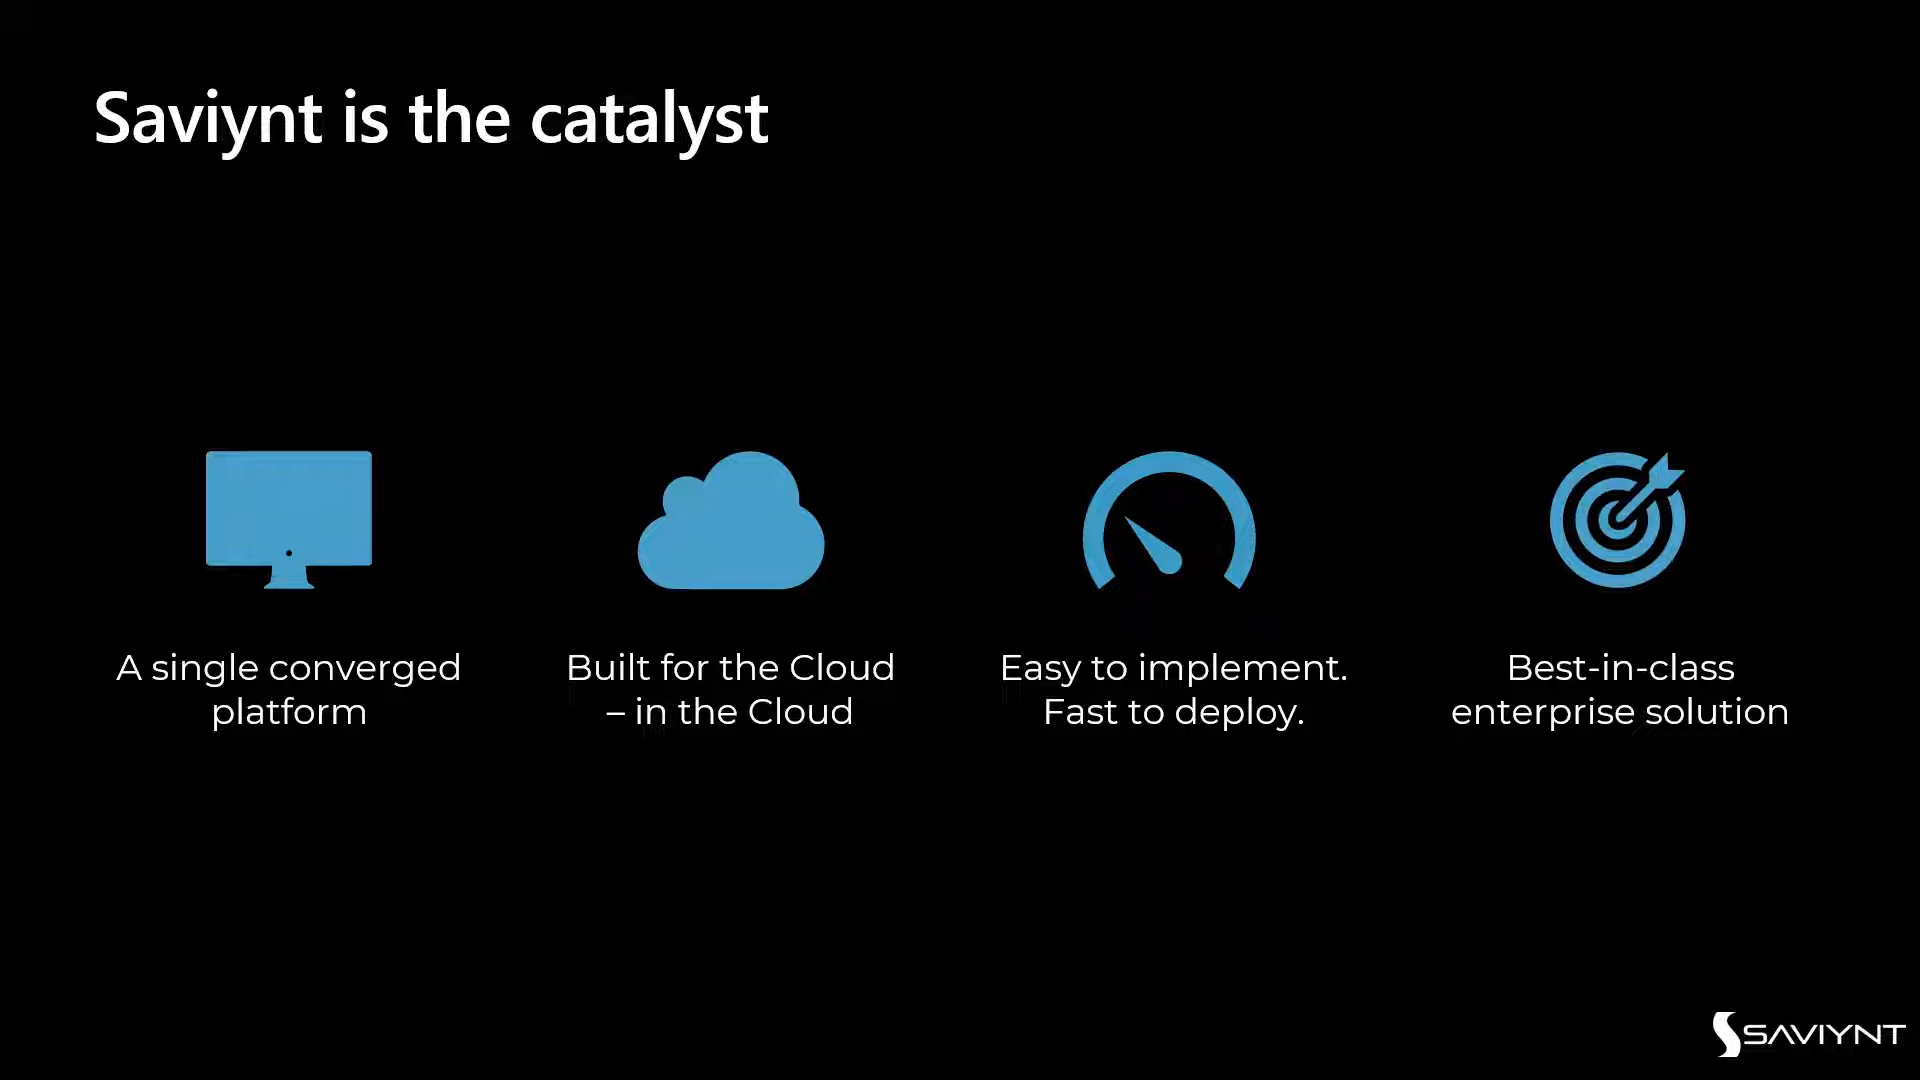 Saviynt is the catalyst
A single converged
platform
Built for the Cloud
– in the Cloud
Easy to implement.
Fast to deploy.
Best-in-class
enterprise solution
SAVIYNT